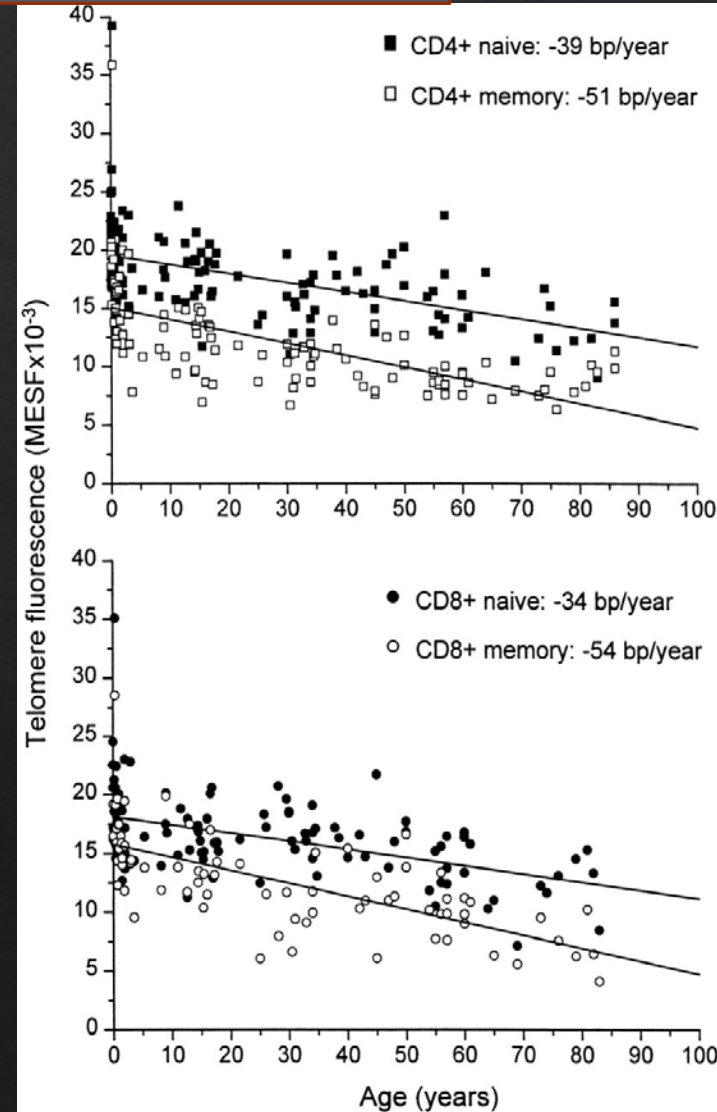 40
■ CD4+ naive: -39 bp/year
35
□ CD4+ memory: -51 bp/year
30
25
20
15
10
5
0
0 10 20 30 40 50 60 70 80 90 100
Telomere fluorescence (MESFx10⁻³)
40
● CD8+ naive: -34 bp/year
35
○ CD8+ memory: -54 bp/year
30
25
20
15
10
5
0
0 10 20 30 40 50 60 70 80 90 100
Age (years)